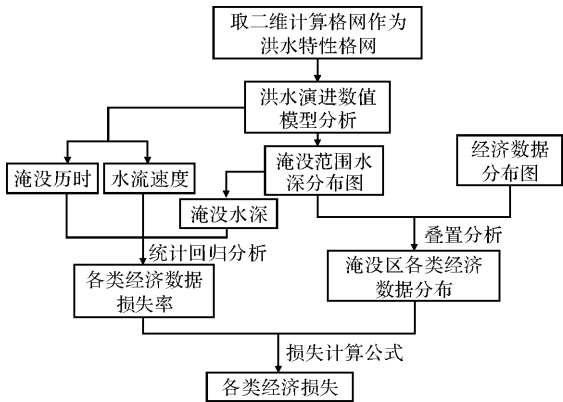 取二维计算格网作为
洪水特性格网
洪水演进数值
模型分析
淹没历时
水流速度
淹没范围水
深分布图
经济数据
分布图
淹没水深
统计回归分析
叠置分析
各类经济数据
损失率
淹没区各类经济
数据分布
损失计算公式
各类经济损失